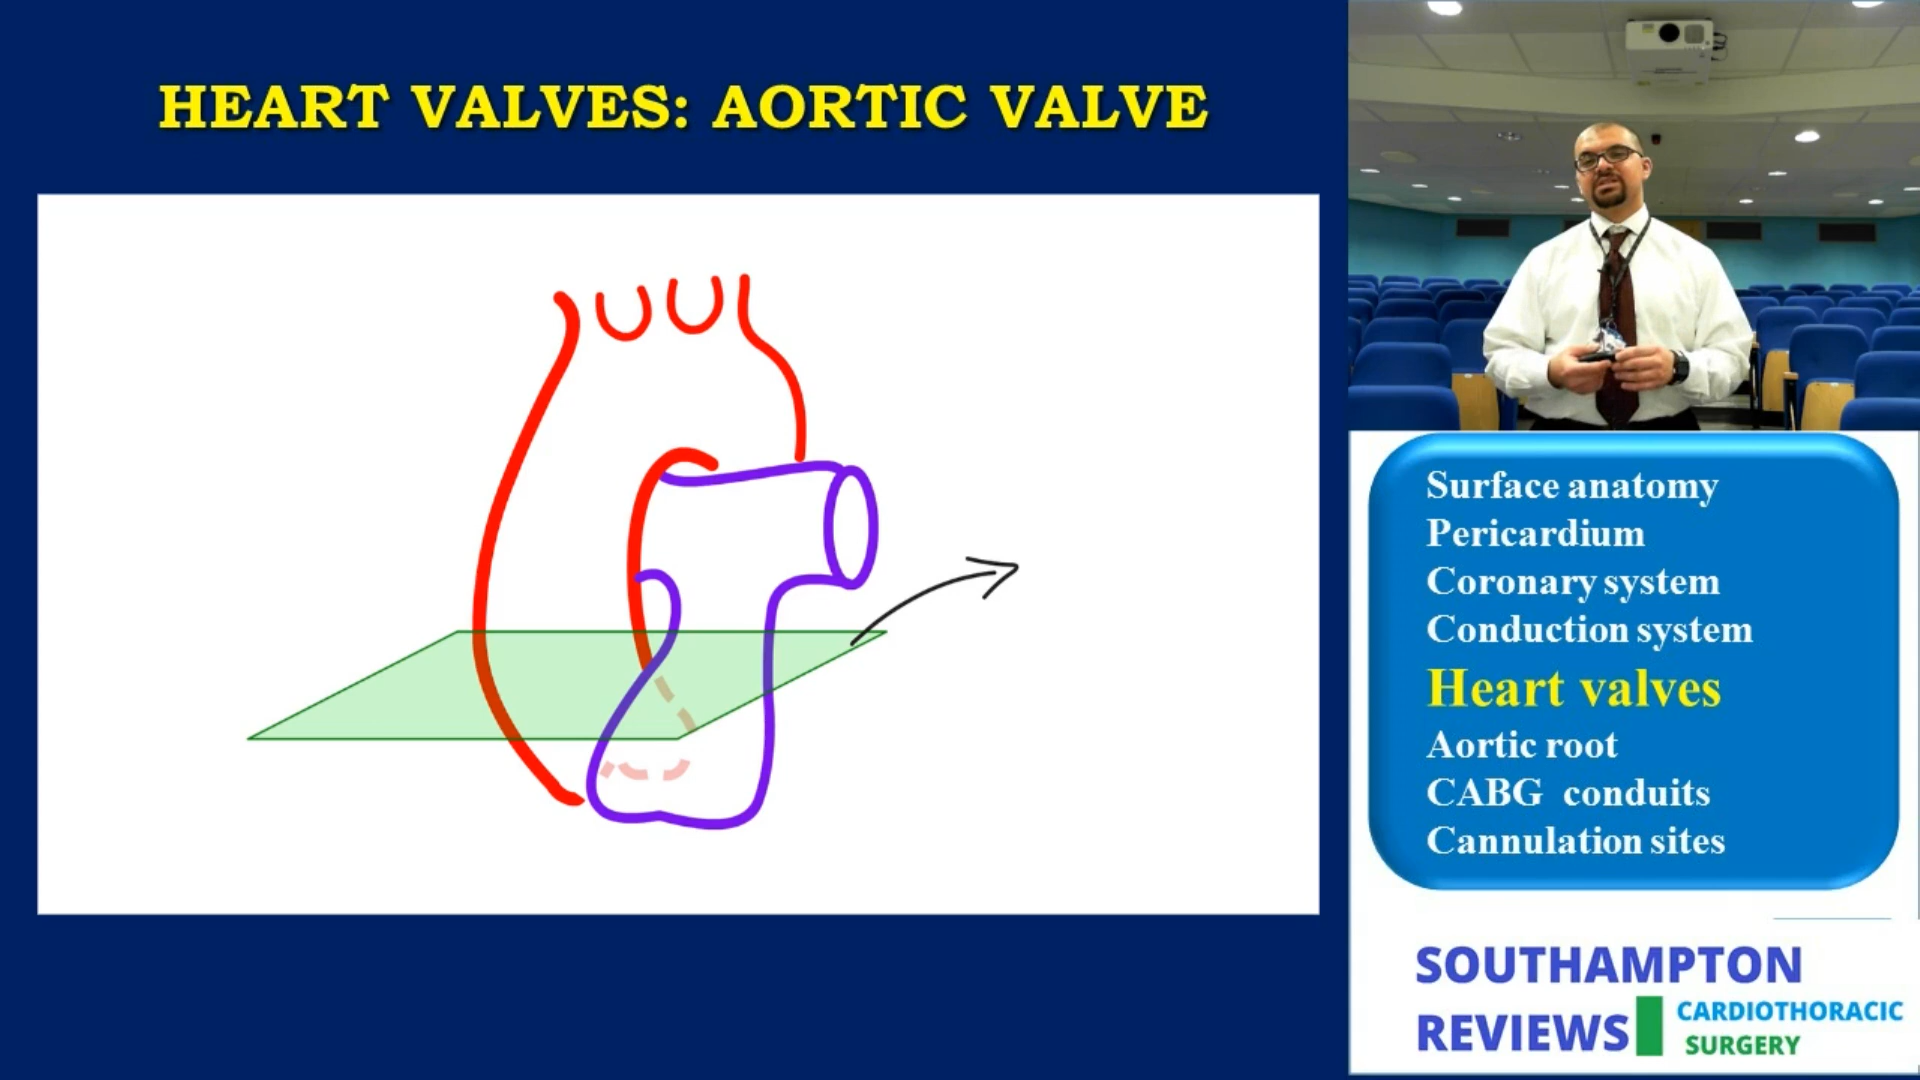 HEART VALVES: AORTIC VALVE
Surface anatomy
Pericardium
Coronary system
Conduction system
Heart valves
Aortic root
CABG conduits
Cannulation sites
SOUTHAMPTON
REVIEWS
CARDIOTHORACIC
SURGERY